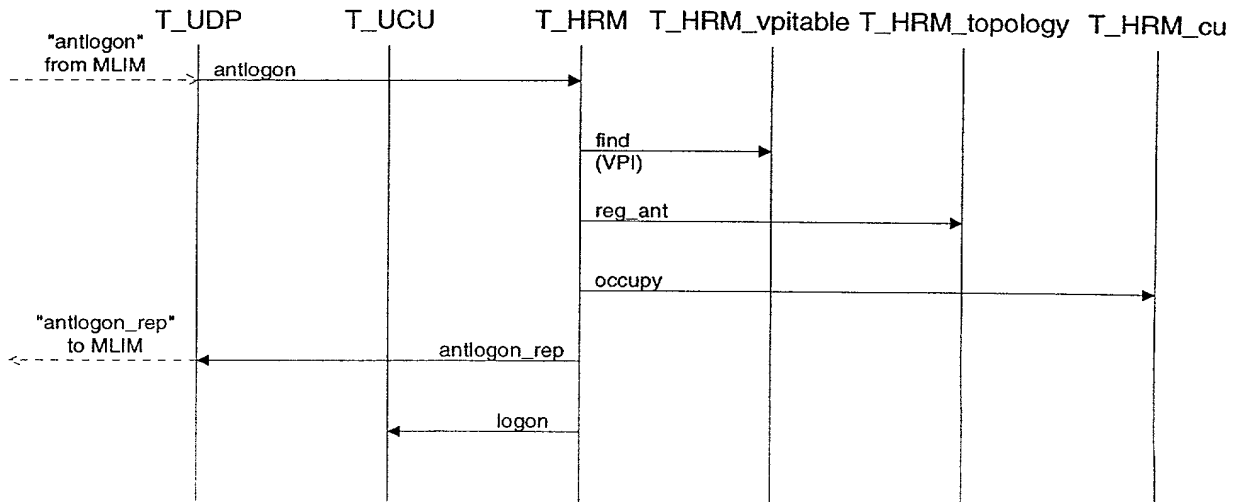 T_UDP T_UCU T_HRM T_HRM_vpitable T_HRM_topology T_HRM_cu
"antlogon"
from MLIM
antlogon
find
(VPI)
reg_ant
occupy
"antlogon_rep"
to MLIM
antlogon_rep
logon